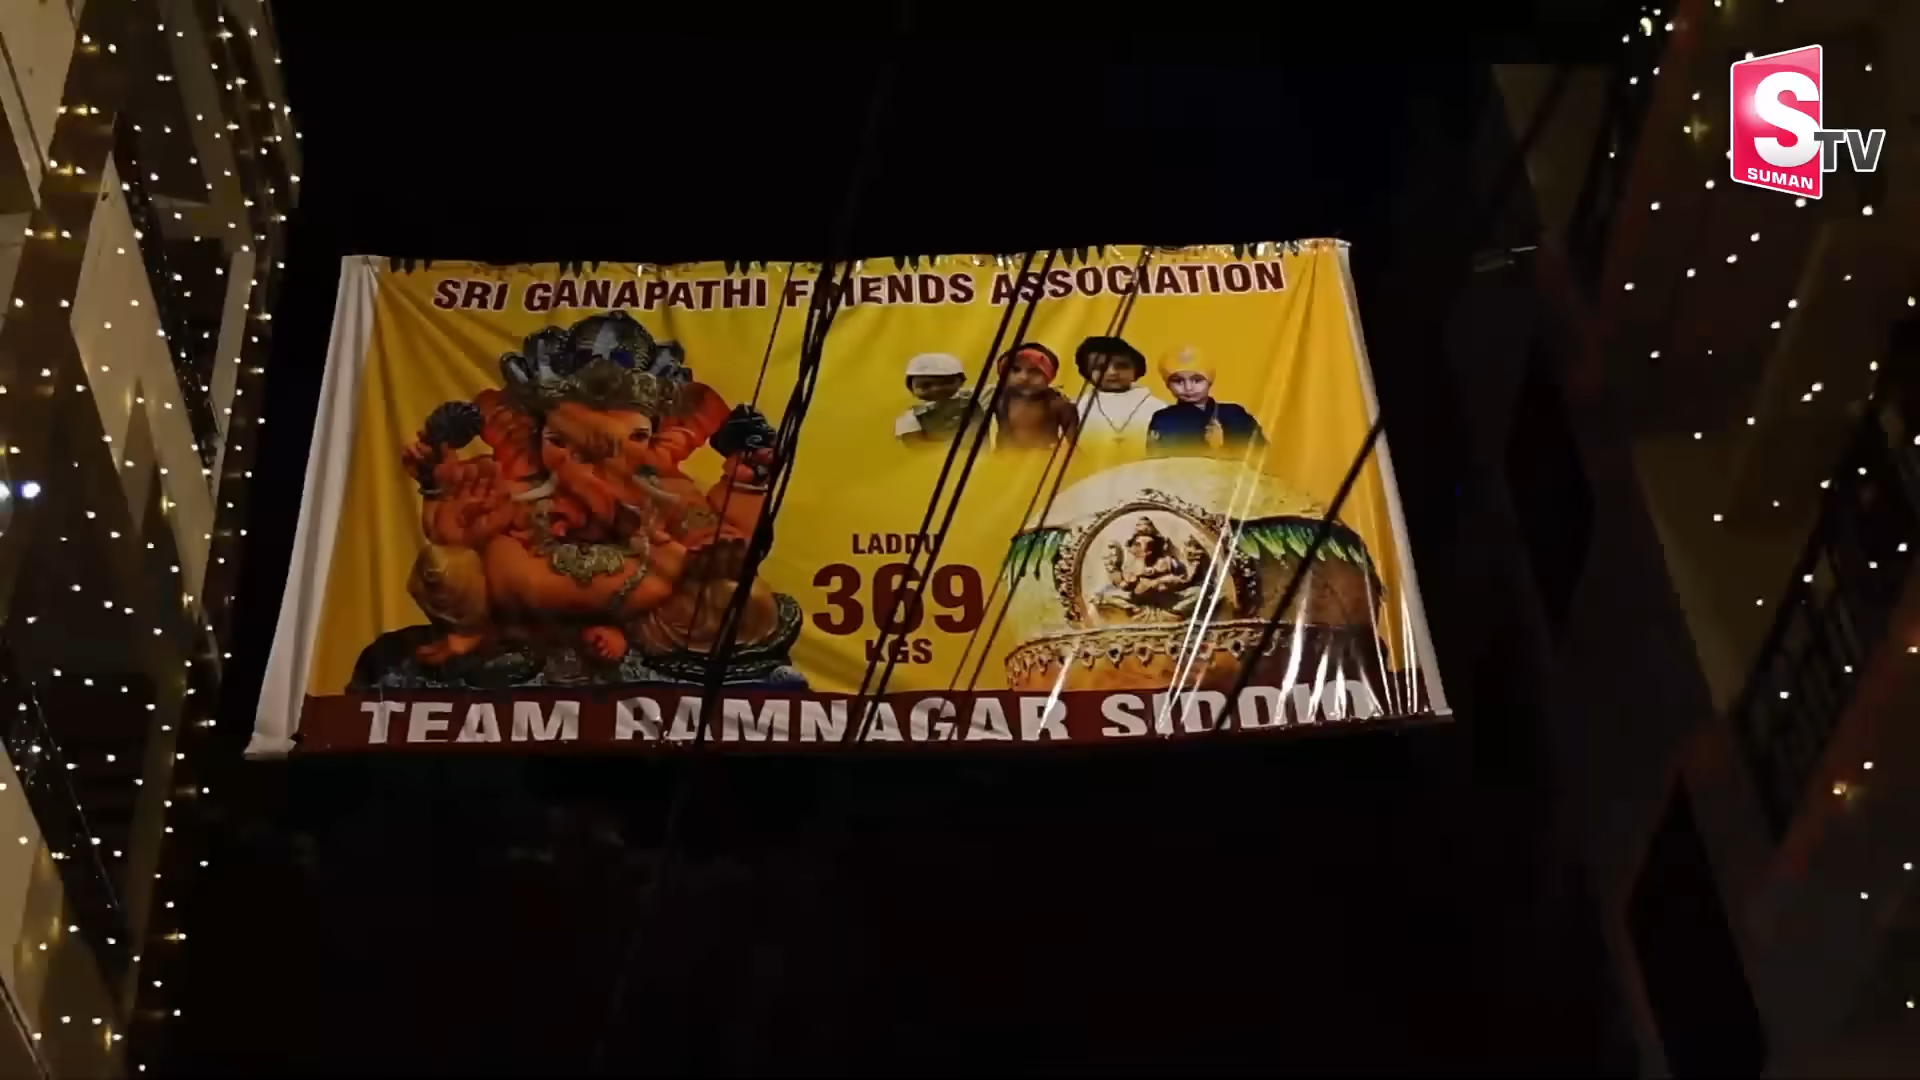 S TV
SUMAN
SRI GANAPATHI FRIENDS ASSOCIATION
LADDU
369
KGS
TEAM RAMNAGAR